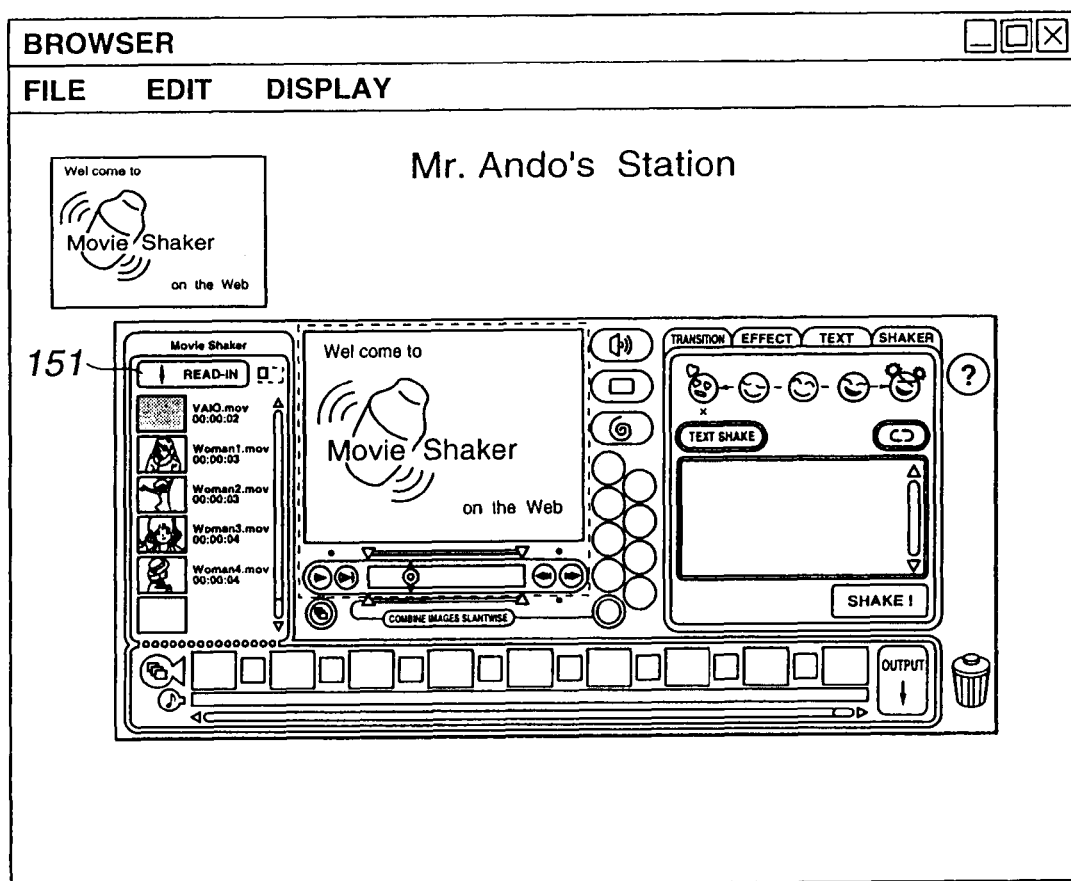 BROWSER
FILE EDIT DISPLAY
Mr. Ando's Station
Wel come to
Movie Shaker
on the Web
151
Movie Shaker
READ-IN
VAIO.mov
00:00:02
Woman1.mov
00:00:03
Woman2.mov
00:00:03
Woman3.mov
00:00:04
Woman4.mov
00:00:04
Wel come to
Movie Shaker
on the Web
COMBINE IMAGES SLANTWISE
TRANSITION EFFECT TEXT SHAKER
?
x
TEXT SHAKE
SHAKE !
OUTPUT